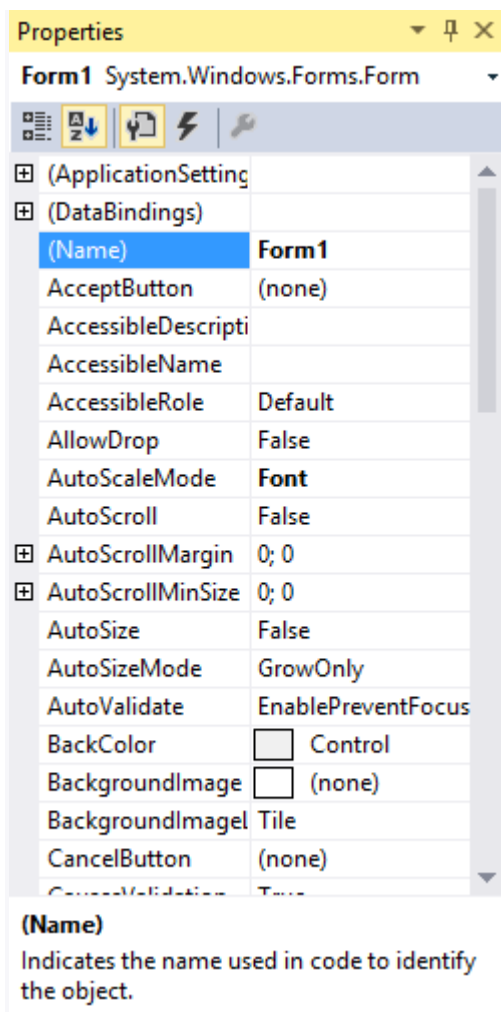 Properties
Form1 System.Windows.Forms.Form
(ApplicationSetting
(DataBindings)
(Name) Form1
AcceptButton (none)
AccessibleDescripti
AccessibleName
AccessibleRole Default
AllowDrop False
AutoScaleMode Font
AutoScroll False
AutoScrollMargin 0; 0
AutoScrollMinSize 0; 0
AutoSize False
AutoSizeMode GrowOnly
AutoValidate EnablePreventFocus
BackColor Control
BackgroundImage (none)
BackgroundImageL Tile
CancelButton (none)
CausesValidation True
(Name)
Indicates the name used in code to identify
the object.